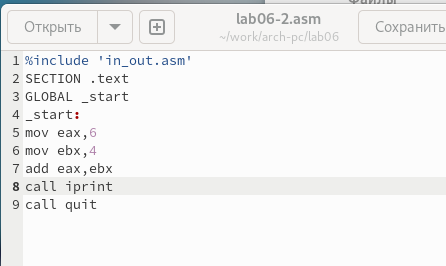 Файлы
Открыть
lab06-2.asm
~/work/arch-pc/lab06
Сохранить
1 %include 'in_out.asm'
2 SECTION .text
3 GLOBAL _start
4 _start:
5 mov eax,6
6 mov ebx,4
7 add eax,ebx
8 call iprint
9 call quit